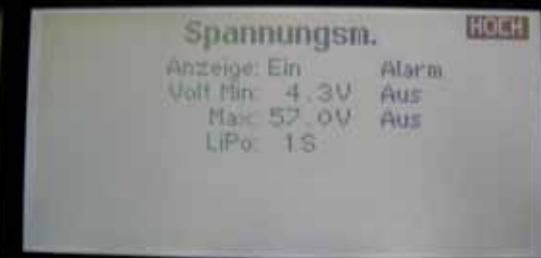 Spannungsm. HOCH
Anzeige: Ein Alarm
Volt Min: 4.3V Aus
Max: 57.0V Aus
LiPo: 1S